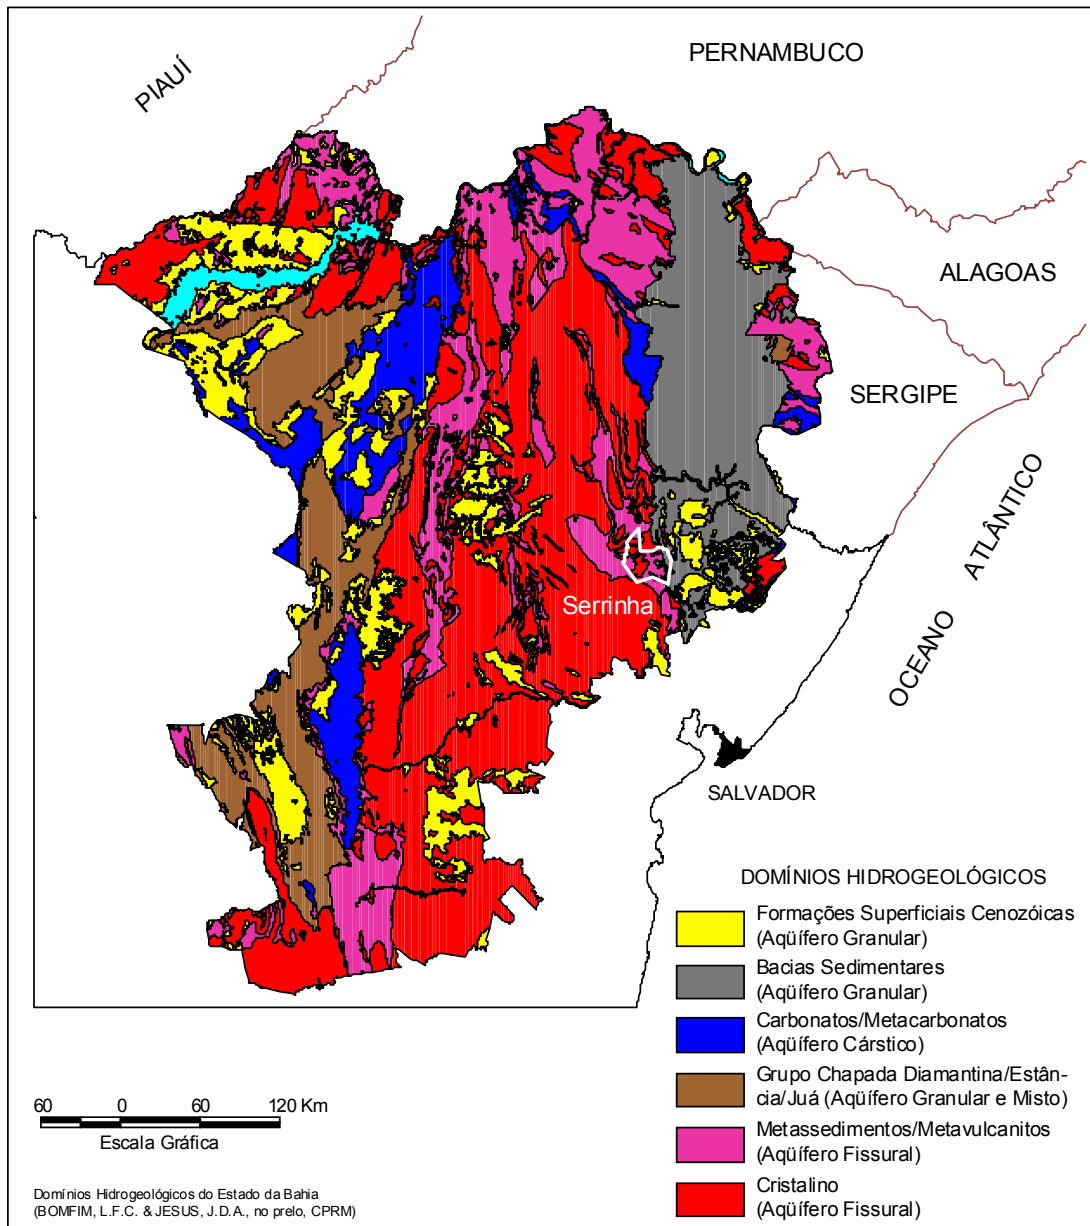 PERNAMBUCO
PIAUÍ
ALAGOAS
SERGIPE
OCEANO ATLÂNTICO
Serrinha
SALVADOR
DOMÍNIOS HIDROGEOLÓGICOS
Formações Superficiais Cenozóicas
(Aqüífero Granular)
Bacias Sedimentares
(Aqüífero Granular)
Carbonatos/Metacarbonatos
(Aqüífero Cárstico)
Grupo Chapada Diamantina/Estân-
cia/Juá (Aqüífero Granular e Misto)
Metassedimentos/Metavulcanitos
(Aqüífero Fissural)
Cristalino
(Aqüífero Fissural)
60 0 60 120 Km
Escala Gráfica
Domínios Hidrogeológicos do Estado da Bahia
(BOMFIM, L.F.C. & JESUS, J.D.A., no prelo, CPRM)